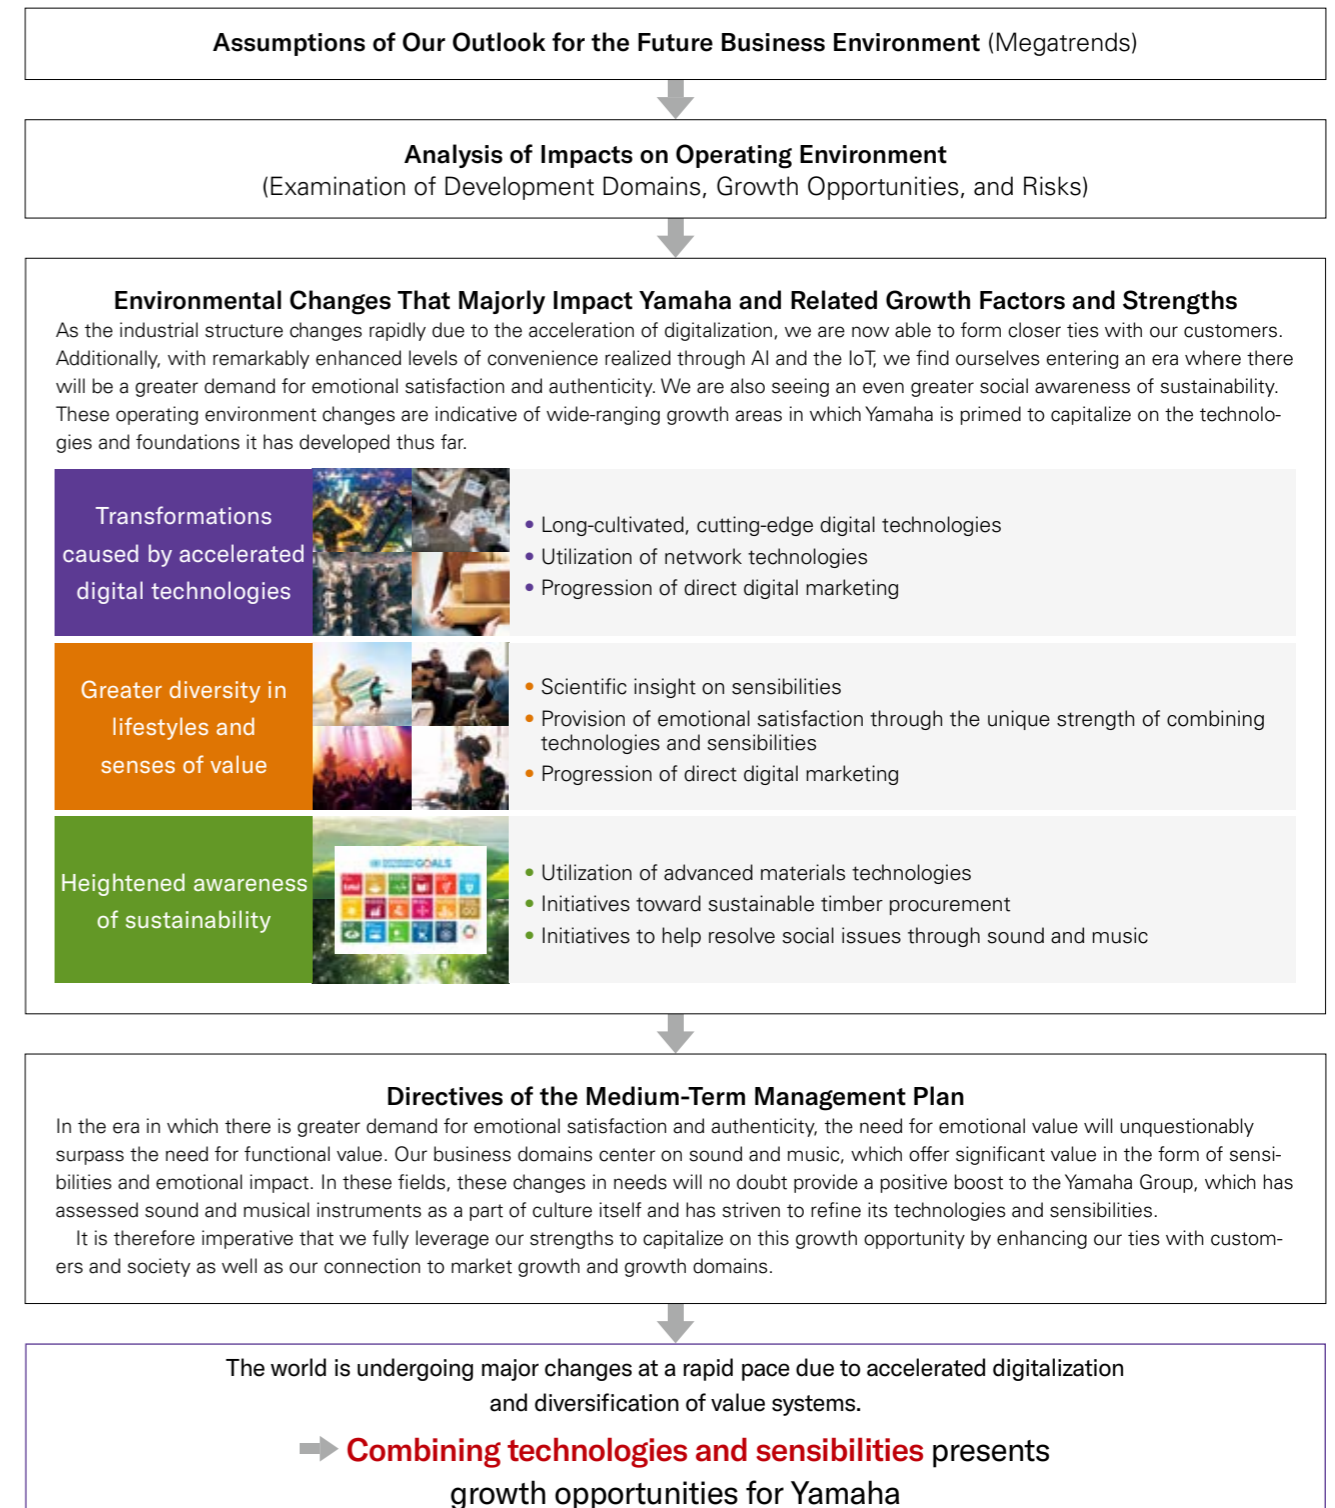 Assumptions of Our Outlook for the Future Business Environment (Megatrends)
Analysis of Impacts on Operating Environment
(Examination of Development Domains, Growth Opportunities, and Risks)
Environmental Changes That Majorly Impact Yamaha and Related Growth Factors and Strengths
As the industrial structure changes rapidly due to the acceleration of digitalization, we are now able to form closer ties with our customers.
Additionally, with remarkably enhanced levels of convenience realized through AI and the IoT, we find ourselves entering an era where there
will be a greater demand for emotional satisfaction and authenticity. We are also seeing an even greater social awareness of sustainability.
These operating environment changes are indicative of wide-ranging growth areas in which Yamaha is primed to capitalize on the technolo-
gies and foundations it has developed thus far.
Transformations
caused by accelerated
digital technologies
• Long-cultivated, cutting-edge digital technologies
• Utilization of network technologies
• Progression of direct digital marketing
Greater diversity in
lifestyles and
senses of value
• Scientific insight on sensibilities
• Provision of emotional satisfaction through the unique strength of combining
technologies and sensibilities
• Progression of direct digital marketing
Heightened awareness
of sustainability
GOALS
• Utilization of advanced materials technologies
• Initiatives toward sustainable timber procurement
• Initiatives to help resolve social issues through sound and music
Directives of the Medium-Term Management Plan
In the era in which there is greater demand for emotional satisfaction and authenticity, the need for emotional value will unquestionably
surpass the need for functional value. Our business domains center on sound and music, which offer significant value in the form of sensi-
bilities and emotional impact. In these fields, these changes in needs will no doubt provide a positive boost to the Yamaha Group, which has
assessed sound and musical instruments as a part of culture itself and has striven to refine its technologies and sensibilities.
It is therefore imperative that we fully leverage our strengths to capitalize on this growth opportunity by enhancing our ties with custom-
ers and society as well as our connection to market growth and growth domains.
The world is undergoing major changes at a rapid pace due to accelerated digitalization
and diversification of value systems.
Combining technologies and sensibilities presents
growth opportunities for Yamaha